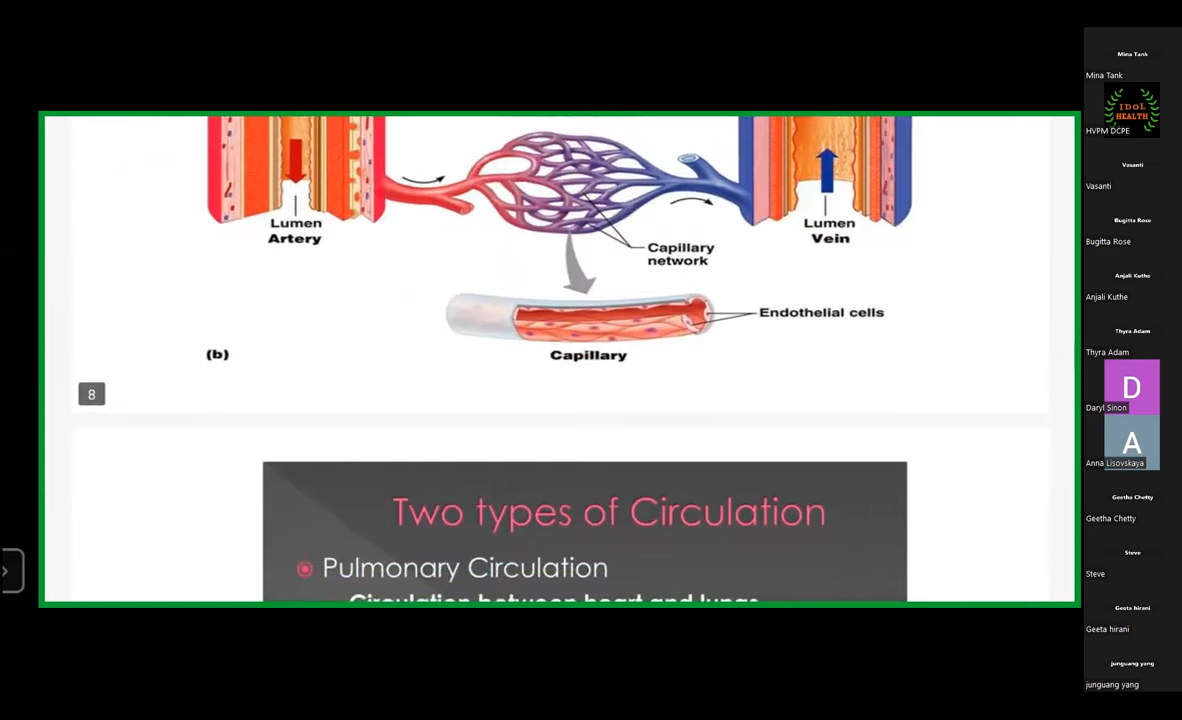 Lumen
Artery
Lumen
Vein
Capillary
network
Endothelial cells
(b)
Capillary
8
Two types of Circulation
Pulmonary Circulation
Circulation between heart and lungs
Mina Tank
Mina Tank
IDOL
HEALTH
HVPM DCPE
Vasanti
Vasanti
Bugitta Rose
Bugitta Rose
Anjali Kuthe
Anjali Kuthe
Thyra Adam
Thyra Adam
D
Daryl Sinon
A
Anna Lisovskaya
Geetha Chetty
Geetha Chetty
Steve
Steve
Geeta hirani
Geeta hirani
junguang yang
junguang yang